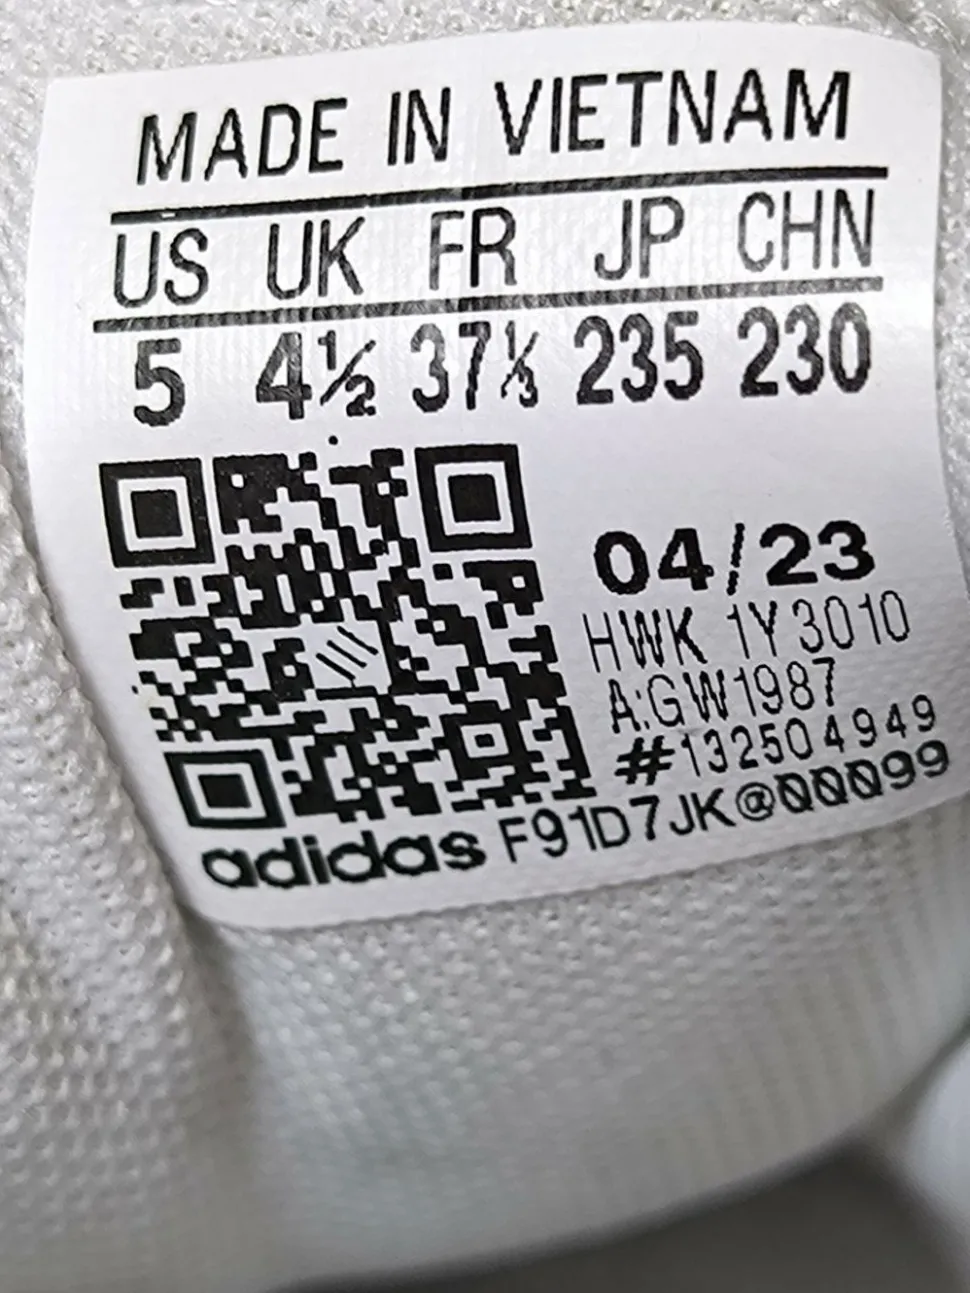 MADE IN VIETNAM
US UK FR JP CHN
5 4½ 37⅓ 235 230
04/23
HWK 1Y3010
A:GW1987
#132504949
adidas F91D7JK@00099